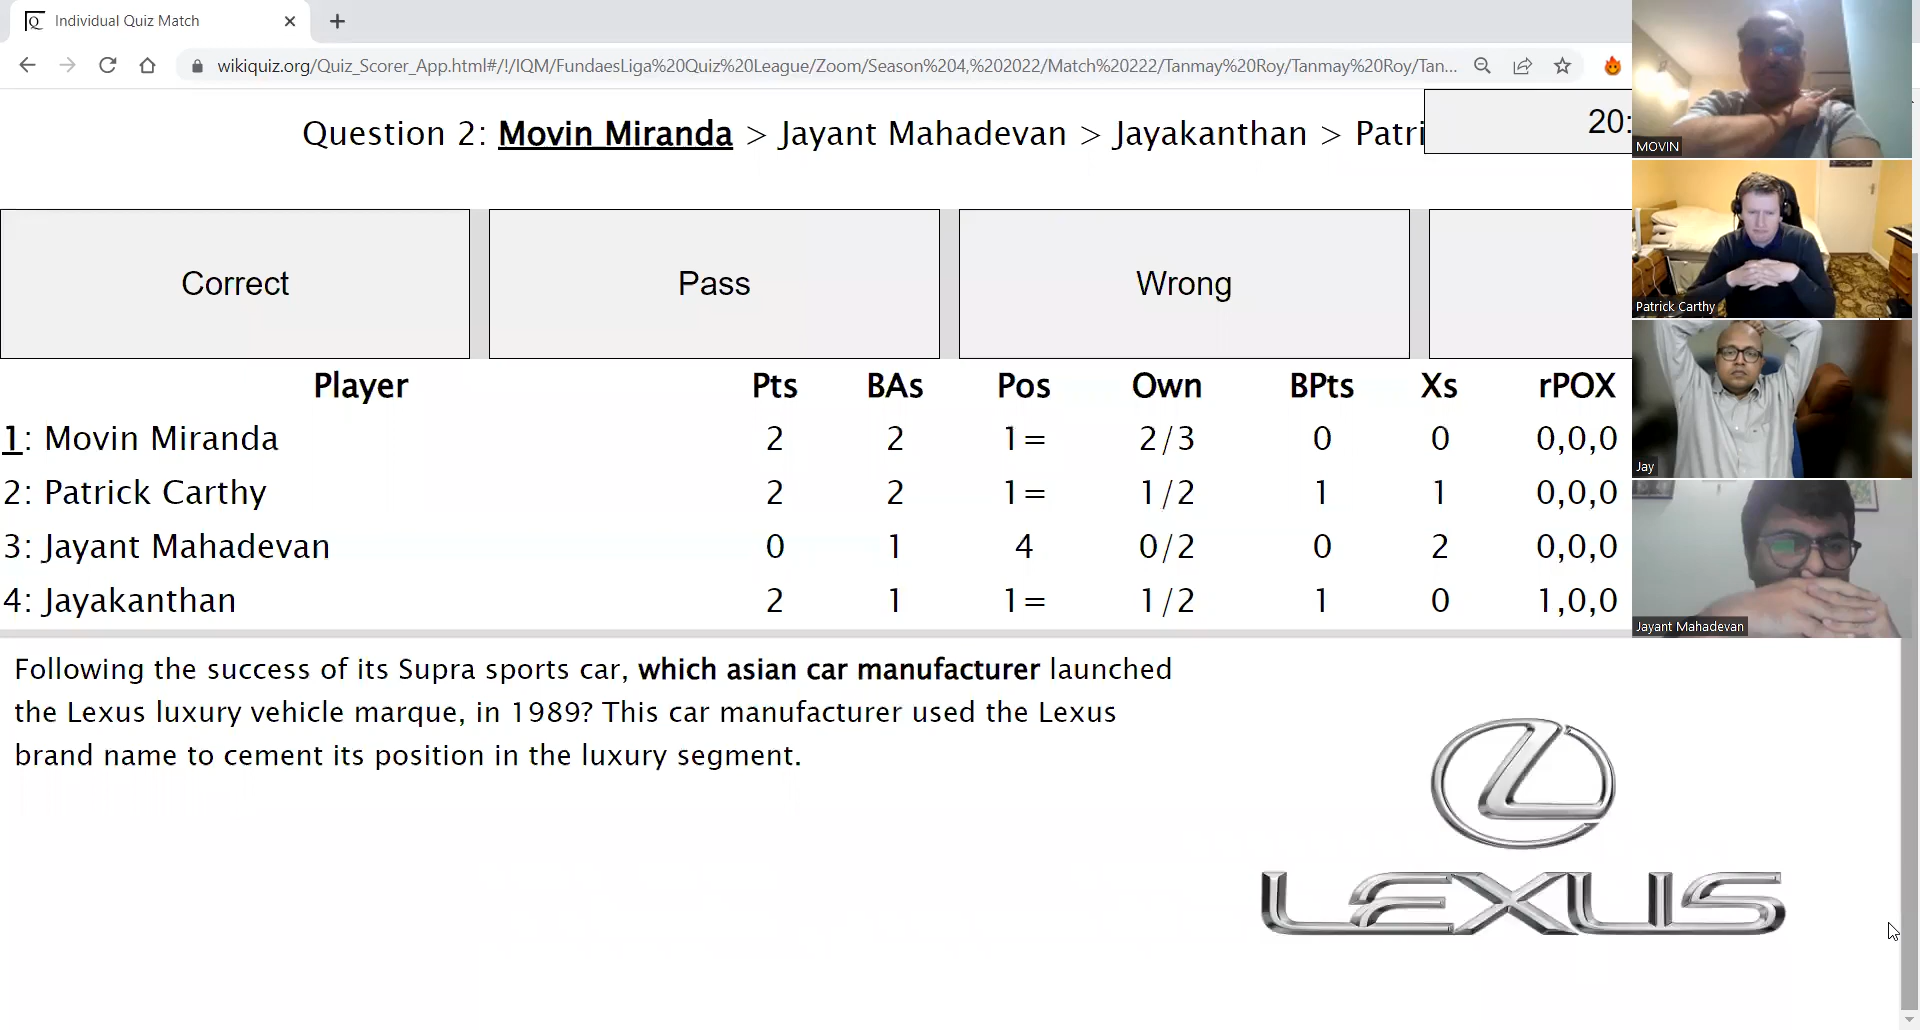 Individual Quiz Match
wikiquiz.org/Quiz_Scorer_App.html#/!/IQM/FundaesLiga%20Quiz%20League/Zoom/Season%204,%202022/Match%20222/Tanmay%20Roy/Tanmay%20Roy/Tan...
Question 2: Movin Miranda > Jayant Mahadevan > Jayakanthan > Patri
20:
Correct
Pass
Wrong
Player Pts BAs Pos Own BPts Xs rPOX
1: Movin Miranda 2 2 1= 2/3 0 0 0,0,0
2: Patrick Carthy 2 2 1= 1/2 1 1 0,0,0
3: Jayant Mahadevan 0 1 4 0/2 0 2 0,0,0
4: Jayakanthan 2 1 1= 1/2 1 0 1,0,0
Following the success of its Supra sports car, which asian car manufacturer launched
the Lexus luxury vehicle marque, in 1989? This car manufacturer used the Lexus
brand name to cement its position in the luxury segment.
LEXUS
MOVIN
Patrick Carthy
Jay
Jayant Mahadevan